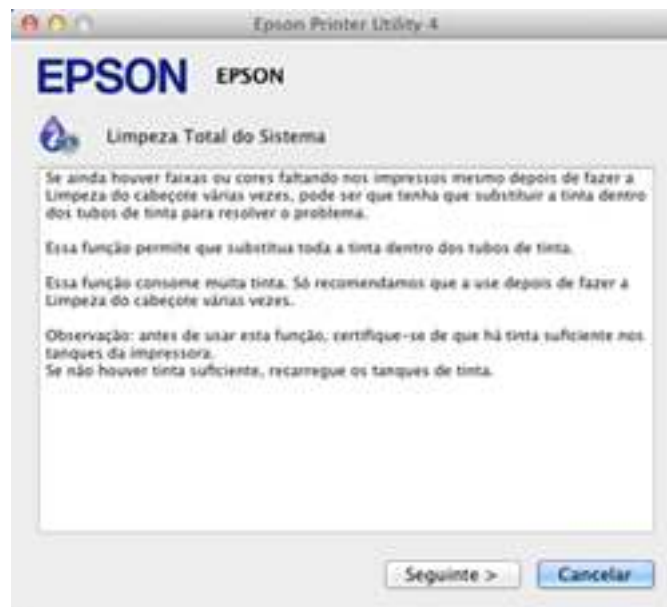 Epson Printer Utility 4
EPSON EPSON
Limpeza Total do Sistema
Se ainda houver faixas ou cores faltando nos impressos mesmo depois de fazer a
Limpeza do cabeçote várias vezes, pode ser que tenha que substituir a tinta dentro
dos tubos de tinta para resolver o problema.
Essa função permite que substitua toda a tinta dentro dos tubos de tinta.
Essa função consome muita tinta. Só recomendamos que a use depois de fazer a
Limpeza do cabeçote várias vezes.
Observação: antes de usar esta função, certifique-se de que há tinta suficiente nos
tanques da impressora.
Se não houver tinta suficiente, recarregue os tanques de tinta.
Seguinte > Cancelar